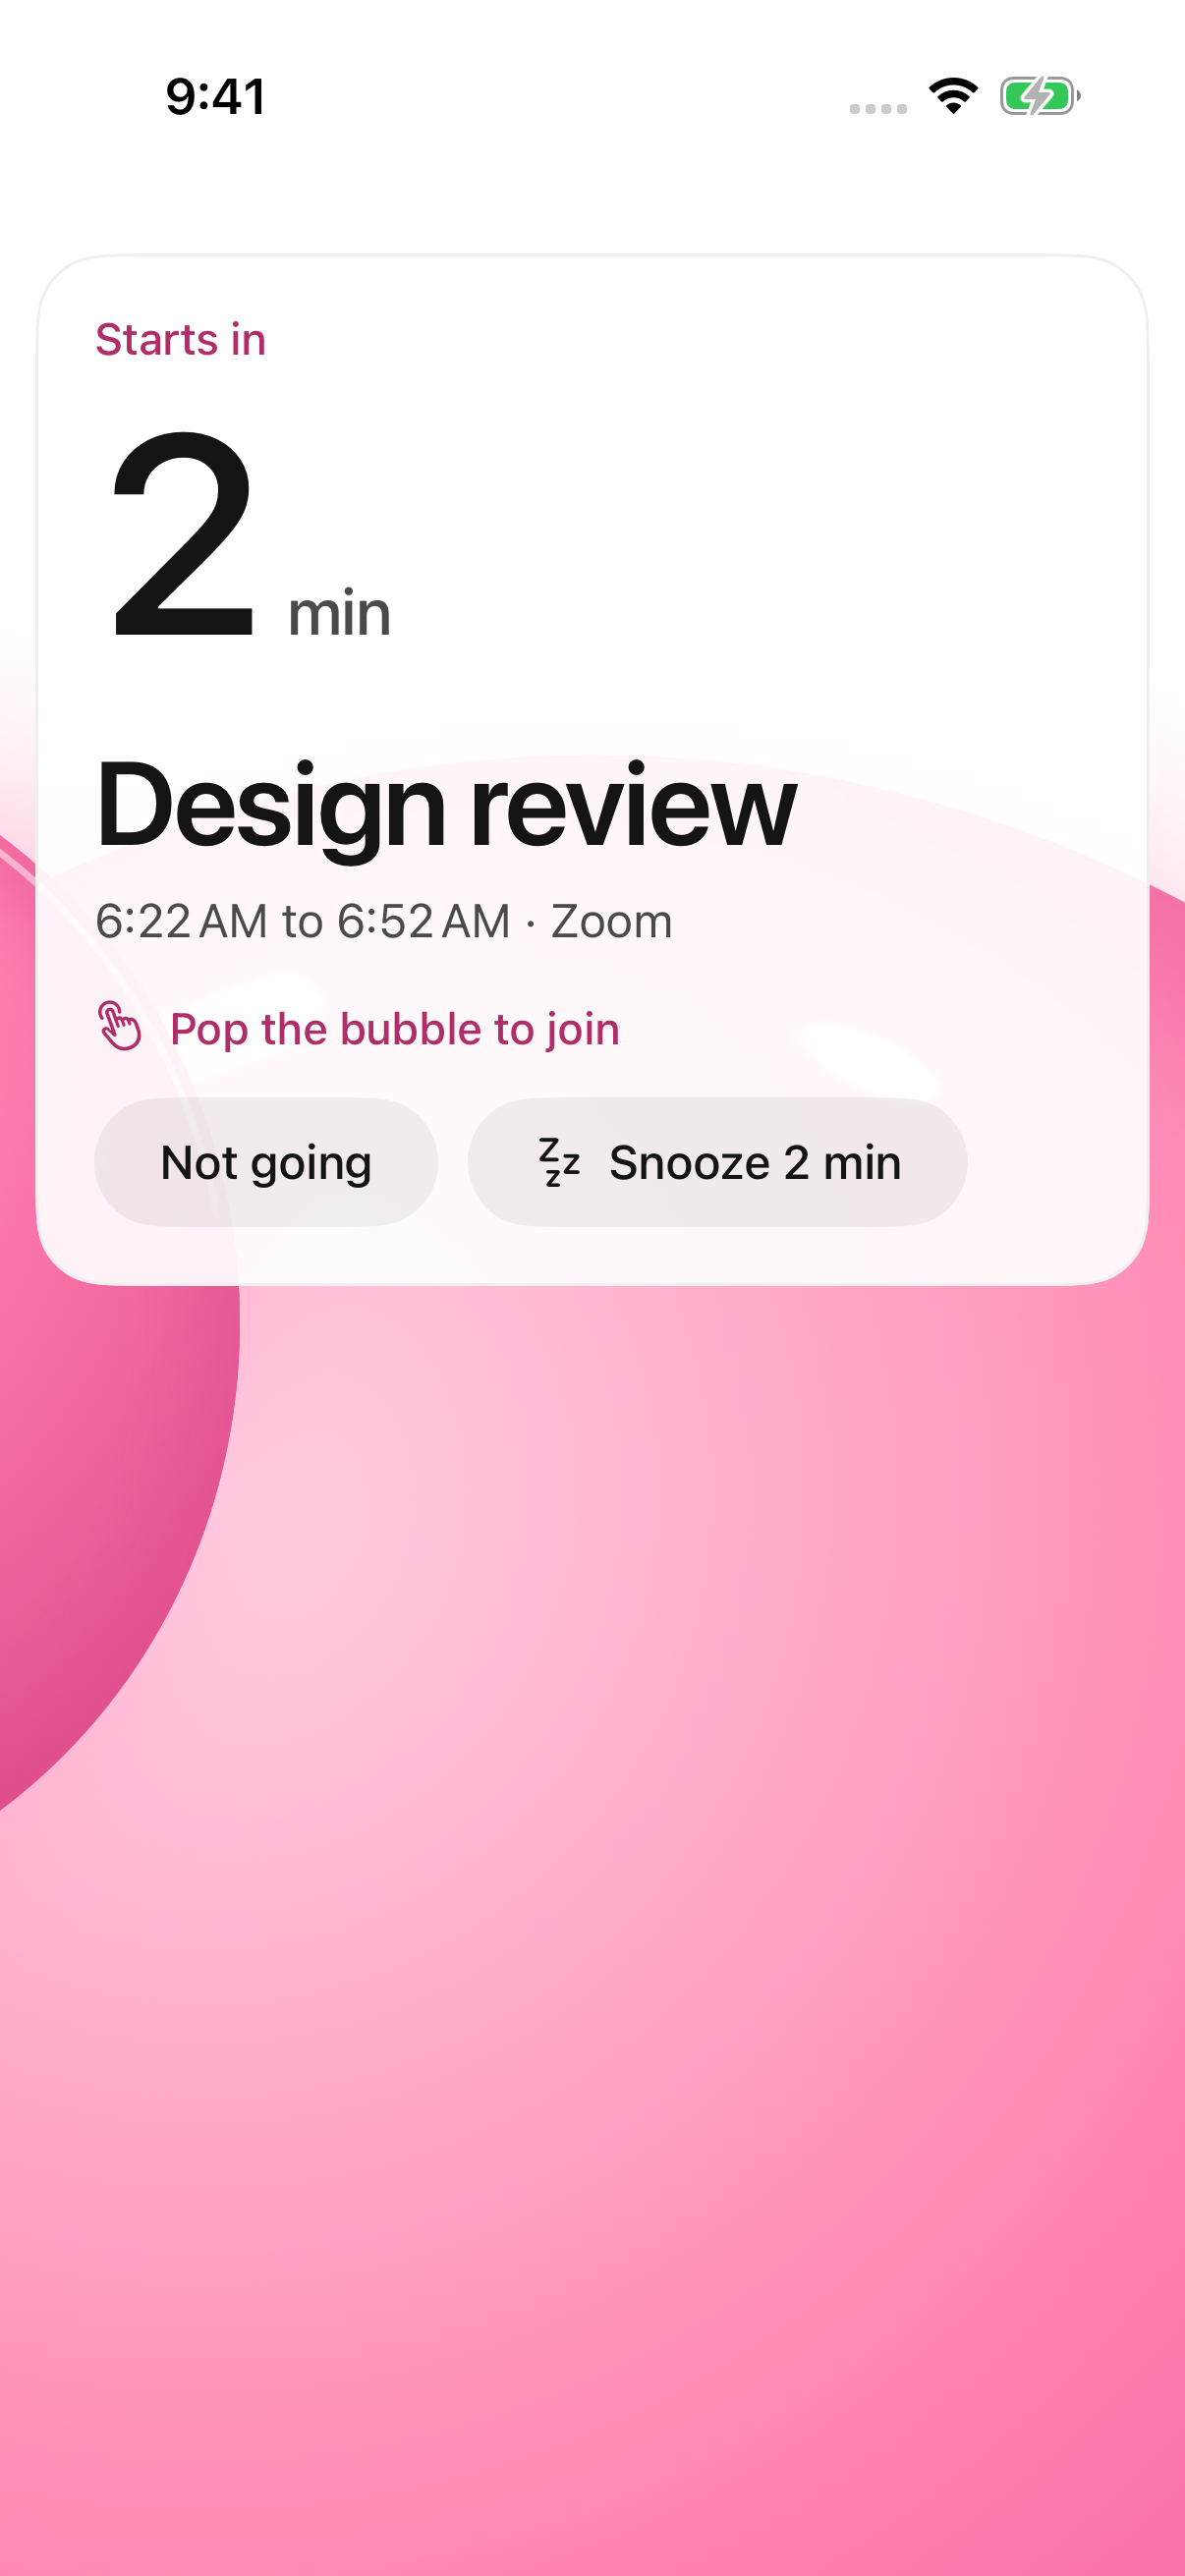 9:41
Starts in
2 min
Design review
6:22 AM to 6:52 AM · Zoom
Pop the bubble to join
Not going
Snooze 2 min